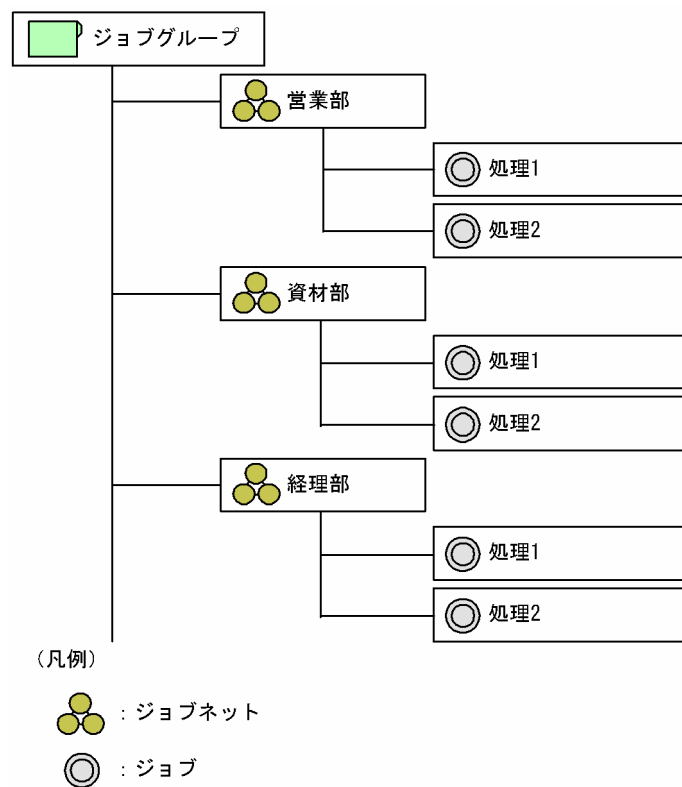 ジョブグループ
営業部
処理1
処理2
資材部
処理1
処理2
経理部
処理1
処理2
(凡例)
：ジョブネット
：ジョブ